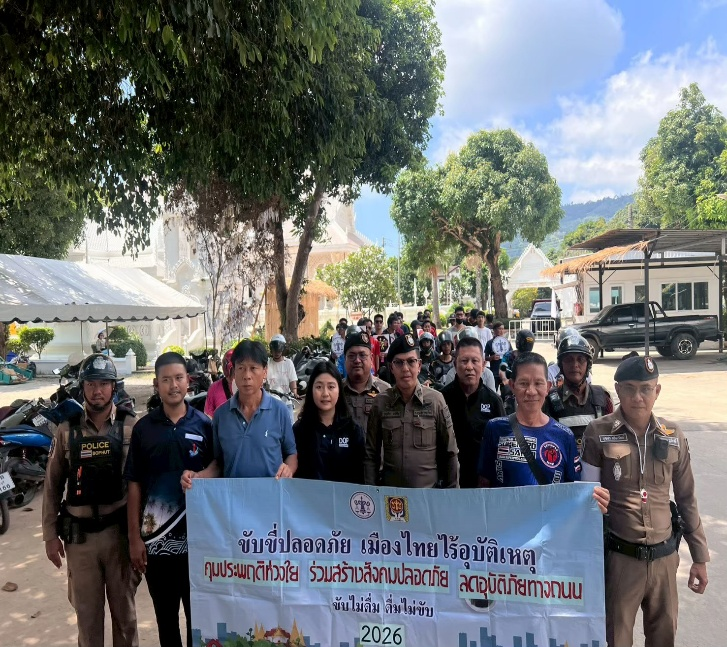 POLICE
BOPHUT
DOP
DOP
ขับขี่ปลอดภัย เมืองไทยไร้อุบัติเหตุ
คุมประพฤติห่วงใย ร่วมสร้างสังคมปลอดภัย ลดอุบัติภัยทางถนน
ขับไม่ดื่ม ดื่มไม่ขับ
2026